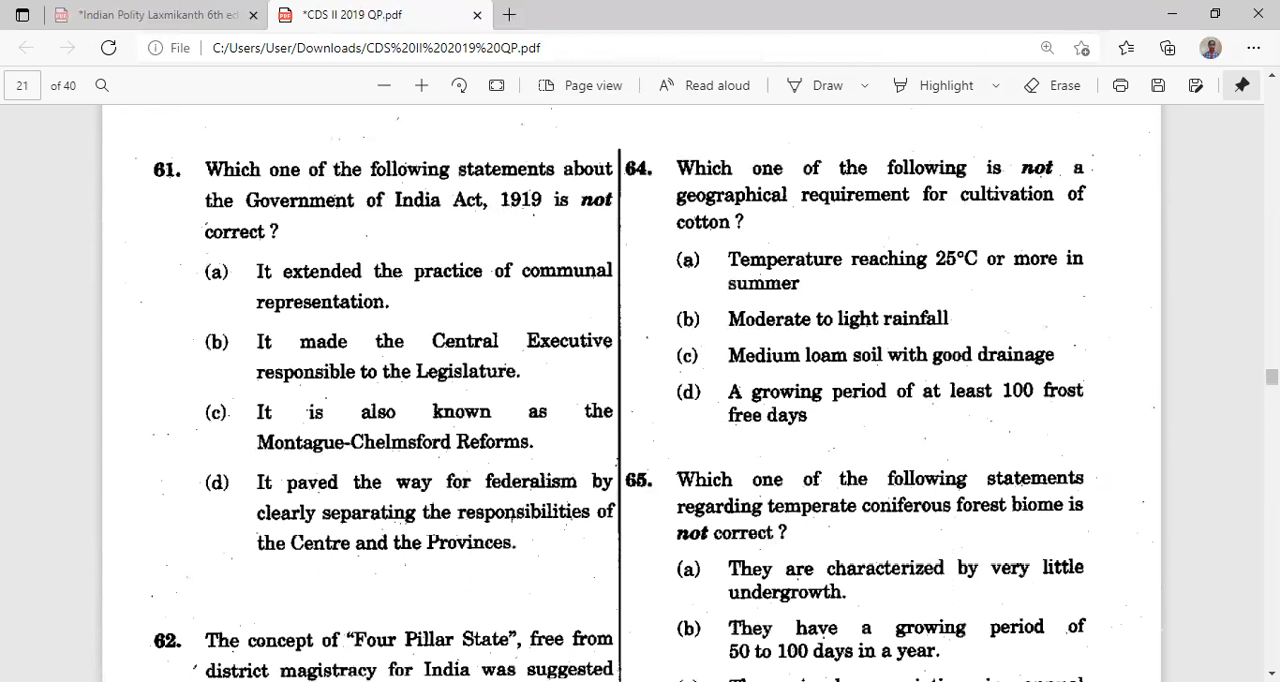 *Indian Polity Laxmikanth 6th ed
*CDS II 2019 QP.pdf
File
C:/Users/User/Downloads/CDS%20II%202019%20QP.pdf
21 of 40
Page view
Read aloud
Draw
Highlight
Erase
61. Which one of the following statements about
the Government of India Act, 1919 is not
correct ?
(a) It extended the practice of communal
representation.
(b) It made the Central Executive
responsible to the Legislature.
(c) It is also known as the
Montague-Chelmsford Reforms.
(d) It paved the way for federalism by
clearly separating the responsibilities of
the Centre and the Provinces.
62. The concept of “Four Pillar State”, free from
district magistracy for India was suggested
64. Which one of the following is not a
geographical requirement for cultivation of
cotton ?
(a) Temperature reaching 25°C or more in
summer
(b) Moderate to light rainfall
(c) Medium loam soil with good drainage
(d) A growing period of at least 100 frost
free days
65. Which one of the following statements
regarding temperate coniferous forest biome is
not correct ?
(a) They are characterized by very little
undergrowth.
(b) They have a growing period of
50 to 100 days in a year.